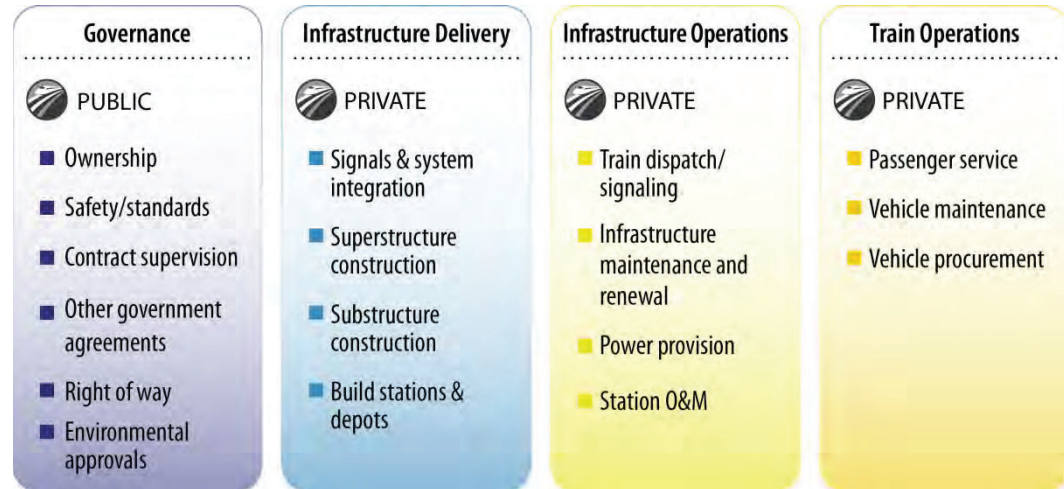 Governance
PUBLIC
Ownership
Safety/standards
Contract supervision
Other government
agreements
Right of way
Environmental
approvals
Infrastructure Delivery
PRIVATE
Signals & system
integration
Superstructure
construction
Substructure
construction
Build stations &
depots
Infrastructure Operations
PRIVATE
Train dispatch/
signaling
Infrastructure
maintenance and
renewal
Power provision
Station O&M
Train Operations
PRIVATE
Passenger service
Vehicle maintenance
Vehicle procurement